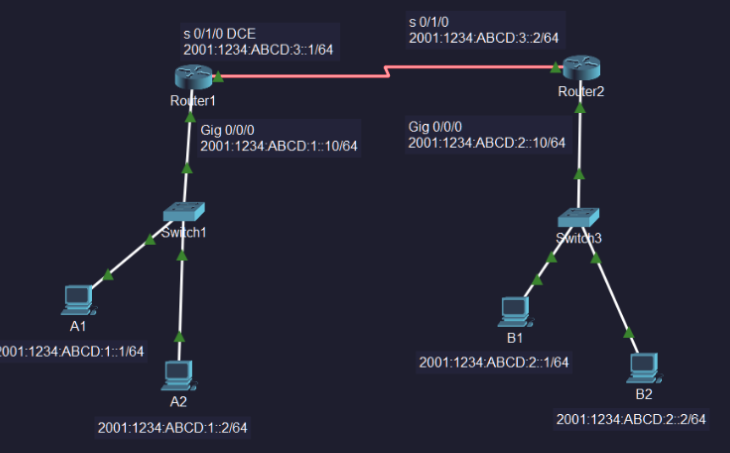 s 0/1/0 DCE
2001:1234:ABCD:3::1/64
s 0/1/0
2001:1234:ABCD:3::2/64
Router1
Router2
Gig 0/0/0
2001:1234:ABCD:1::10/64
Gig 0/0/0
2001:1234:ABCD:2::10/64
Switch1
Switch3
A1
2001:1234:ABCD:1::1/64
B1
2001:1234:ABCD:2::1/64
A2
2001:1234:ABCD:1::2/64
B2
2001:1234:ABCD:2::2/64